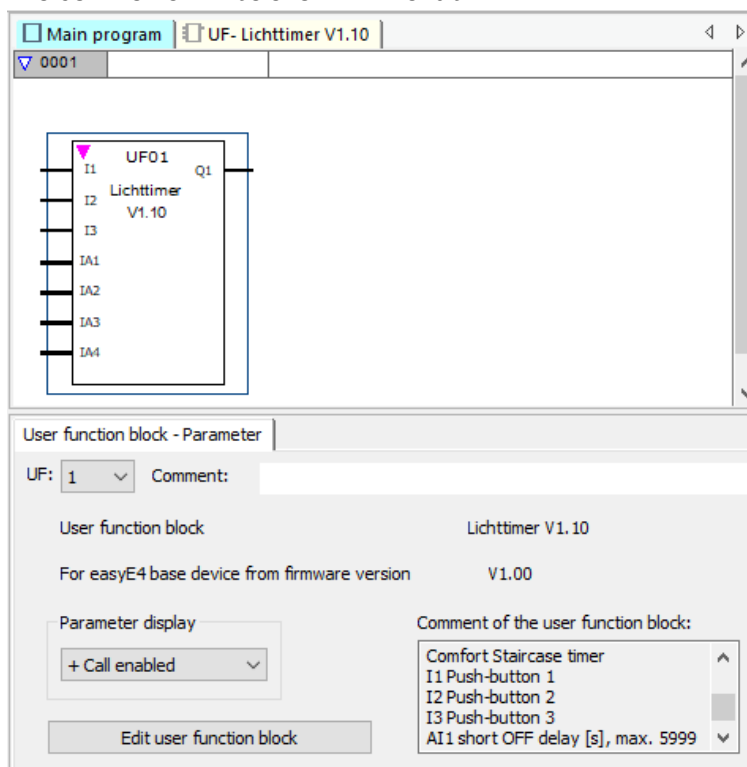 Main program
UF- Lichttimer V1.10
0001
UF01
I1
Q1
Lichttimer
V1.10
I2
I3
IA1
IA2
IA3
IA4
User function block - Parameter
UF: 1 Comment:
User function block Lichttimer V1.10
For easyE4 base device from firmware version V1.00
Parameter display
+ Call enabled
Edit user function block
Comment of the user function block:
Comfort Staircase timer
I1 Push-button 1
I2 Push-button 2
I3 Push-button 3
AI1 short OFF delay [s], max. 5999